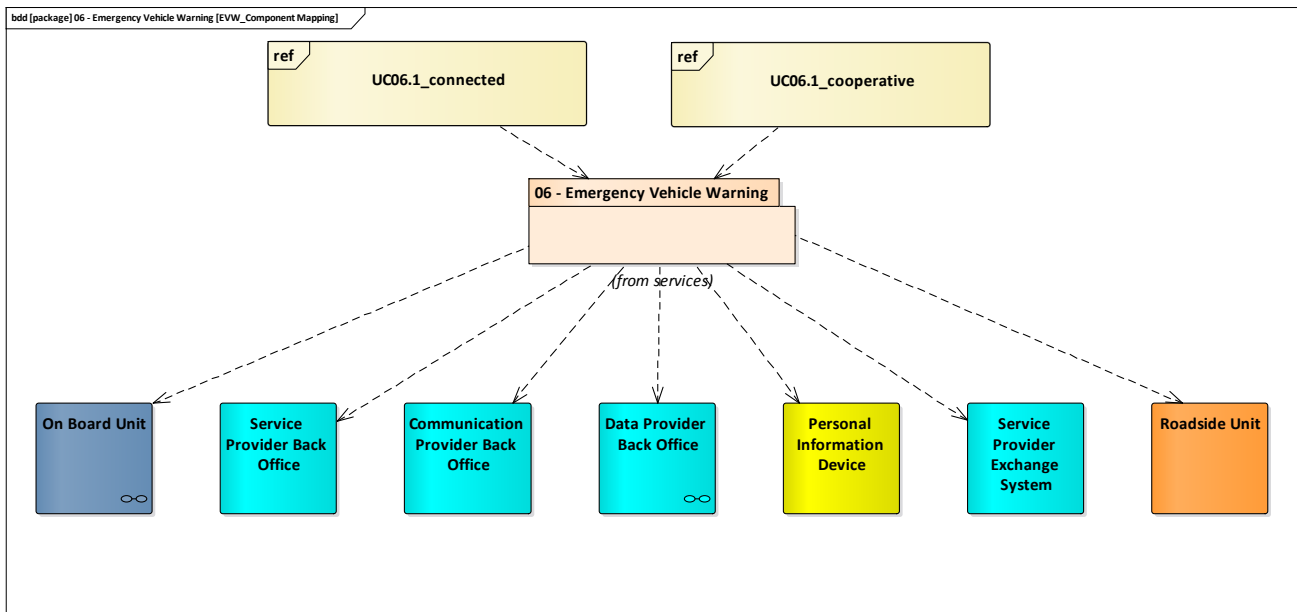 bdd [package] 06 - Emergency Vehicle Warning [EVW_Component Mapping]
ref
UC06.1_connected
ref
UC06.1_cooperative
06 - Emergency Vehicle Warning
(from services)
On Board Unit
Service
Provider Back
Office
Communication
Provider Back
Office
Data Provider
Back Office
Personal
Information
Device
Service
Provider
Exchange
System
Roadside Unit